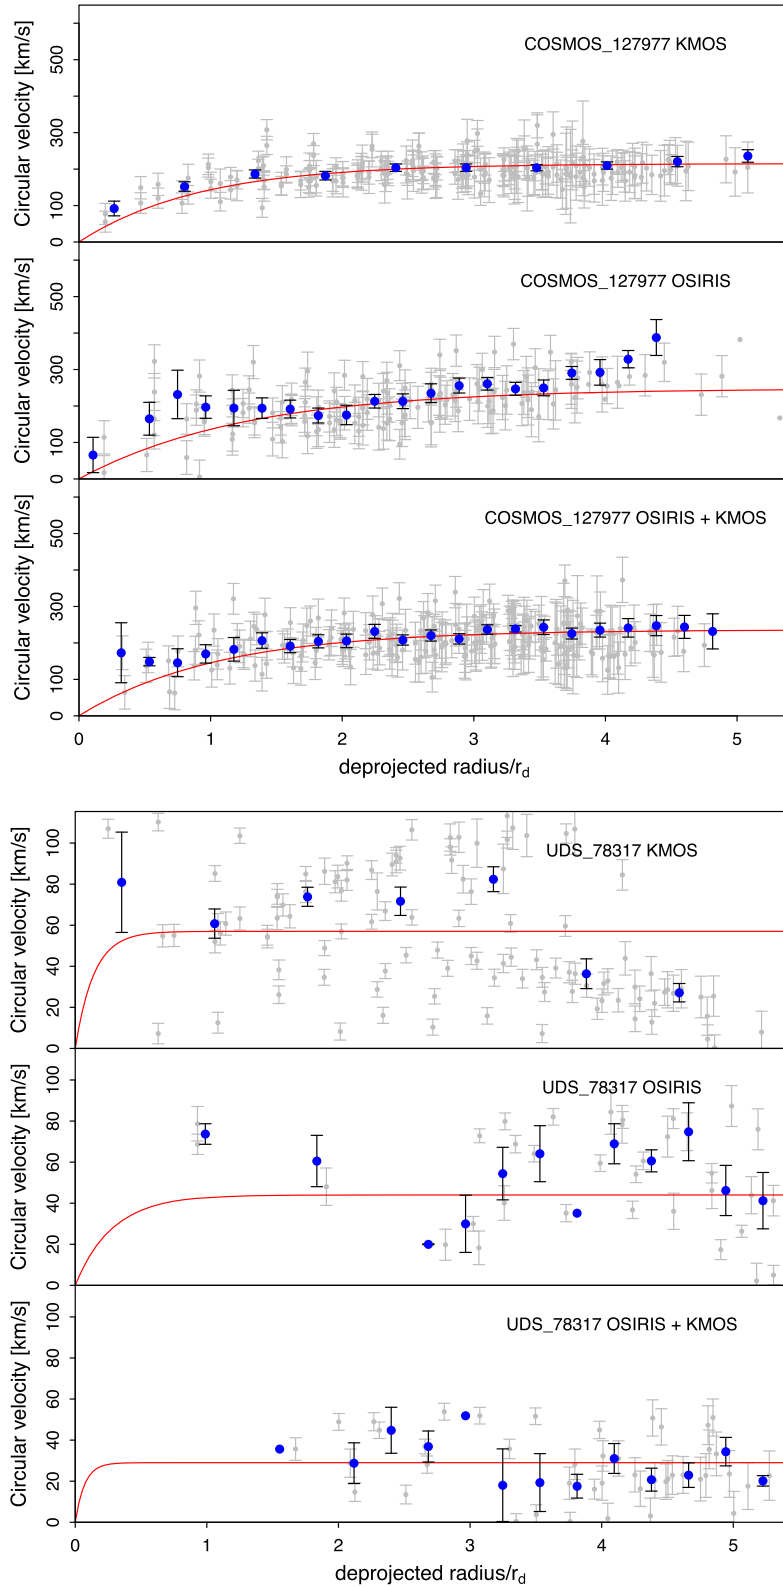 COSMOS_127977 KMOS
Circular velocity [km/s]
0 100 300 500
COSMOS_127977 OSIRIS
Circular velocity [km/s]
0 100 300 500
COSMOS_127977 OSIRIS + KMOS
Circular velocity [km/s]
0 100 300 500
0 1 2 3 4 5
deprojected radius/rd
UDS_78317 KMOS
Circular velocity [km/s]
0 20 40 60 80 100
UDS_78317 OSIRIS
Circular velocity [km/s]
0 20 40 60 80 100
UDS_78317 OSIRIS + KMOS
Circular velocity [km/s]
0 20 40 60 80 100
0 1 2 3 4 5
deprojected radius/rd